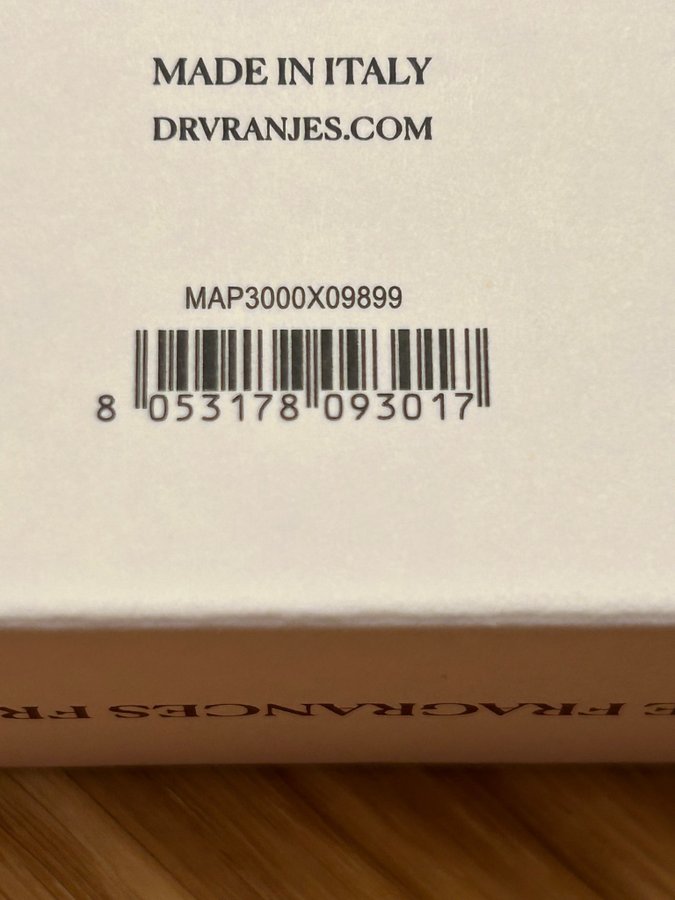 MADE IN ITALY
DRVRANJES.COM
MAP3000X09899
8 053178 093017
FRAGRANCES